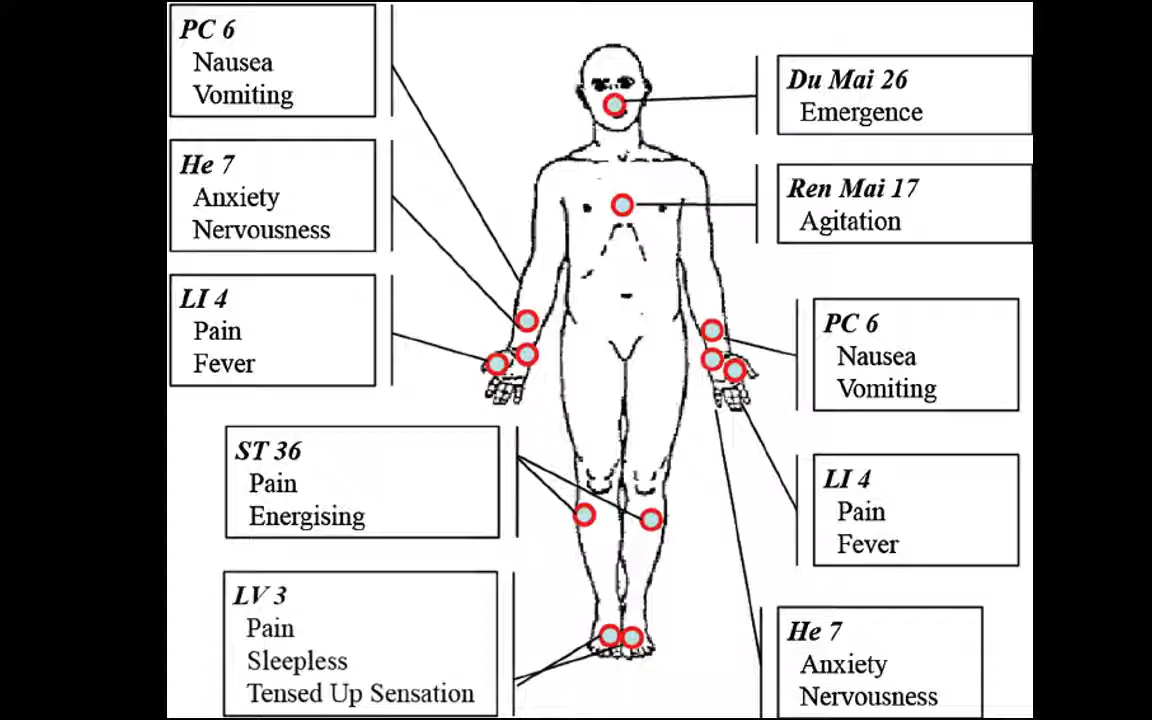 PC 6
Nausea
Vomiting
He 7
Anxiety
Nervousness
LI 4
Pain
Fever
ST 36
Pain
Energising
LV 3
Pain
Sleepless
Tensed Up Sensation
Du Mai 26
Emergence
Ren Mai 17
Agitation
PC 6
Nausea
Vomiting
LI 4
Pain
Fever
He 7
Anxiety
Nervousness